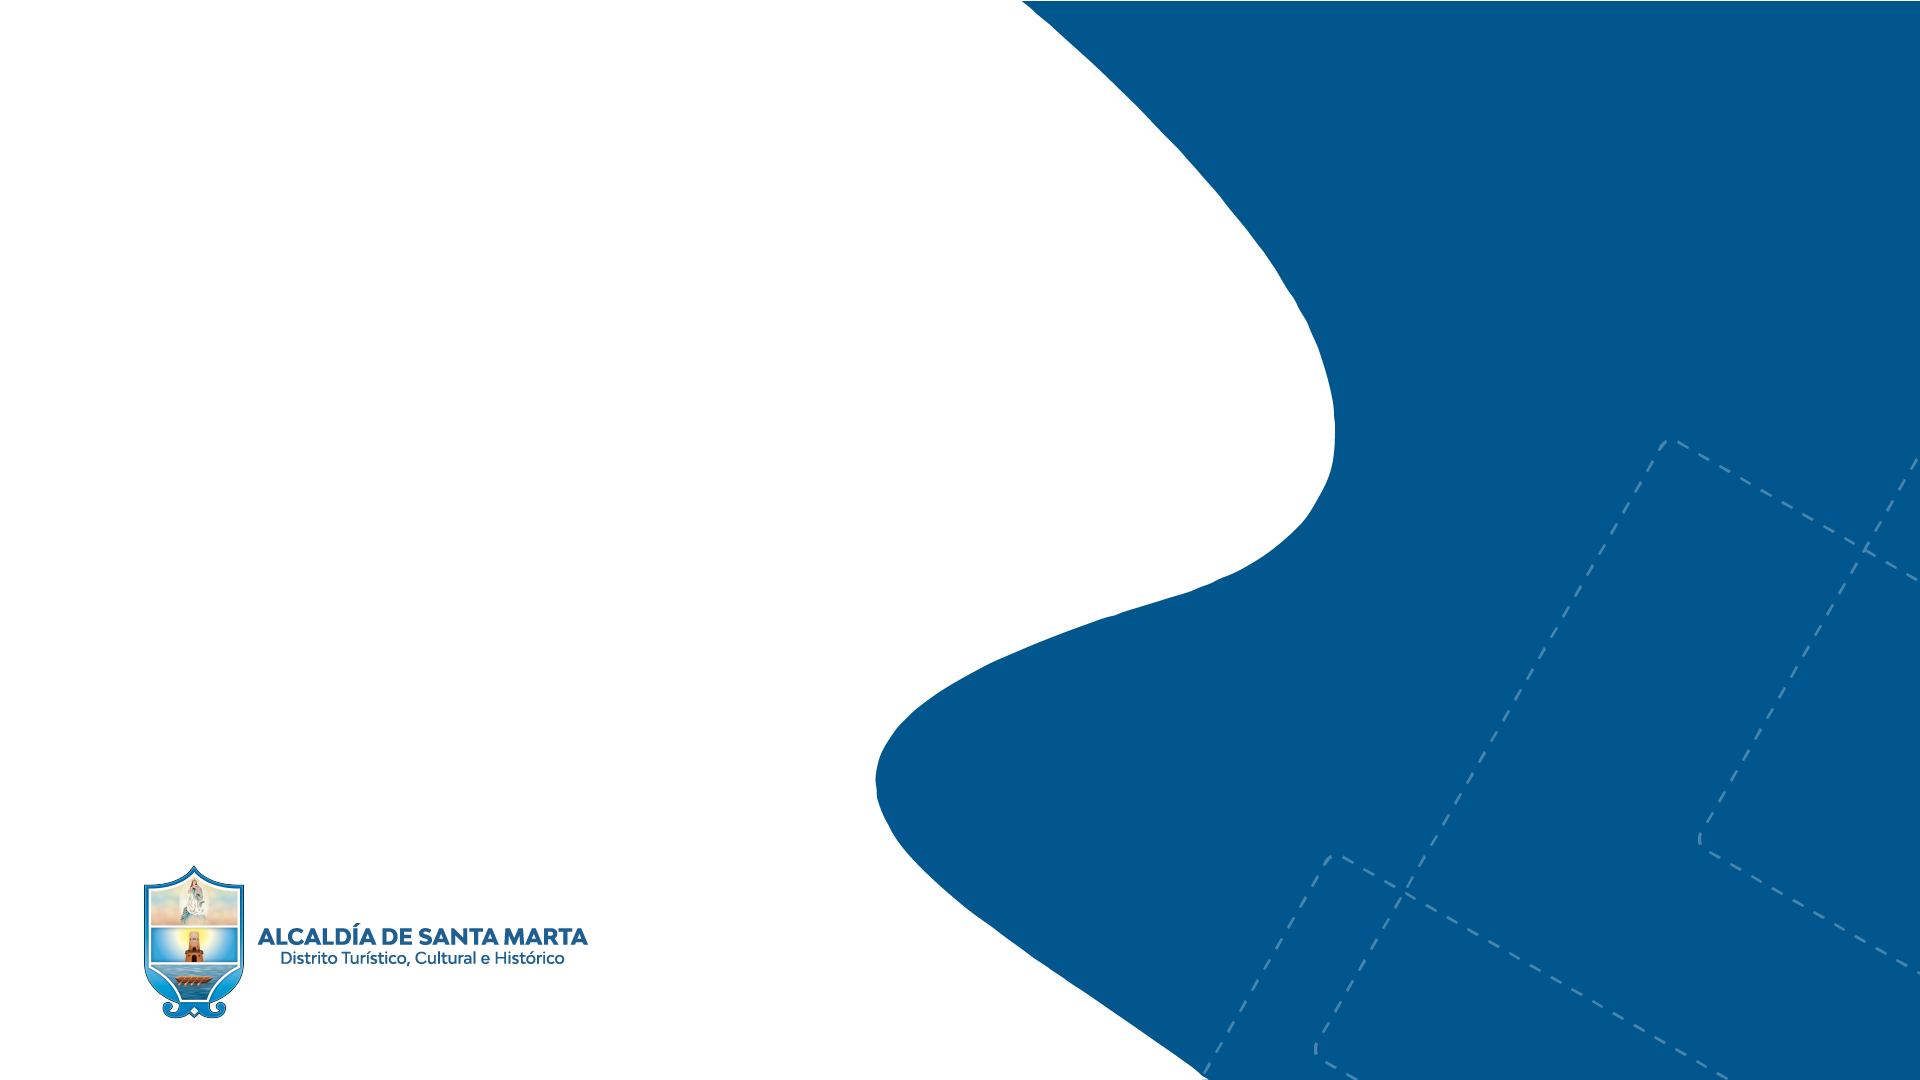 ALCALDÍA DE SANTA MARTA
Distrito Turístico, Cultural e Histórico